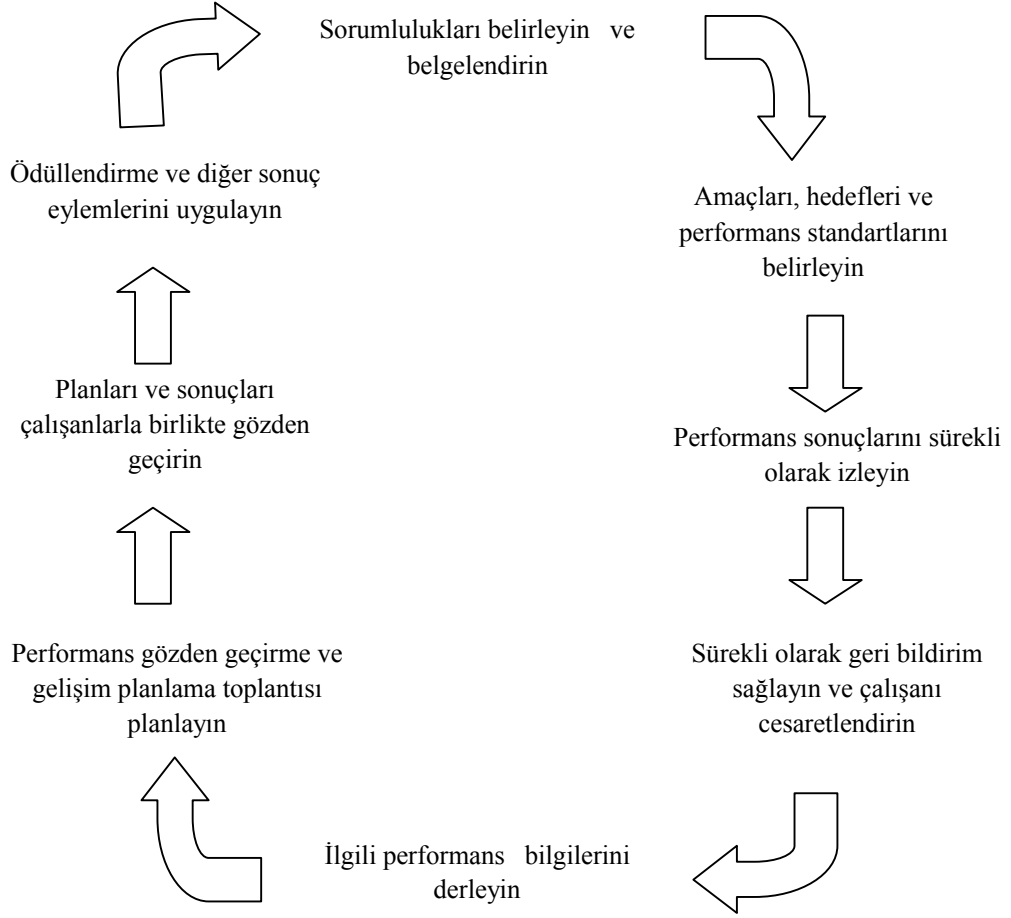 Sorumlulukları belirleyin ve
belgelendirin
Amaçları, hedefleri ve
performans standartlarını
belirleyin
Performans sonuçlarını sürekli
olarak izleyin
Sürekli olarak geri bildirim
sağlayın ve çalışanı
cesaretlendirin
İlgili performans bilgilerini
derleyin
Performans gözden geçirme ve
gelişim planlama toplantısı
planlayın
Planları ve sonuçları
çalışanlarla birlikte gözden
geçirin
Ödüllendirme ve diğer sonuç
eylemlerini uygulayın